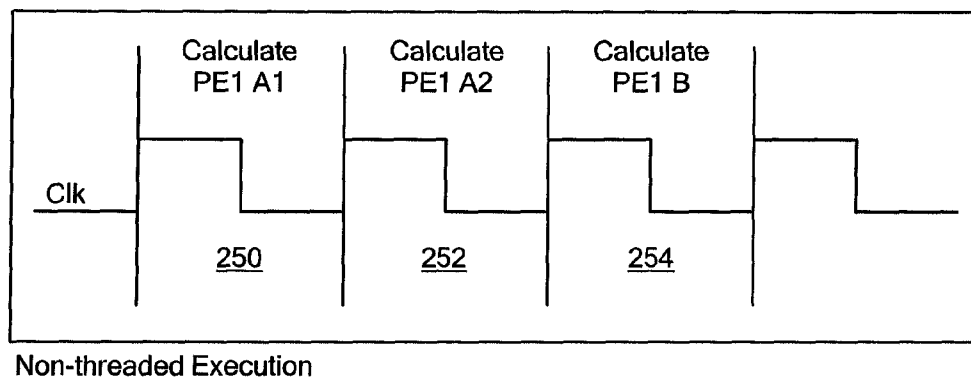 Calculate
PE1 A1
Calculate
PE1 A2
Calculate
PE1 B
Clk
250
252
254
Non-threaded Execution